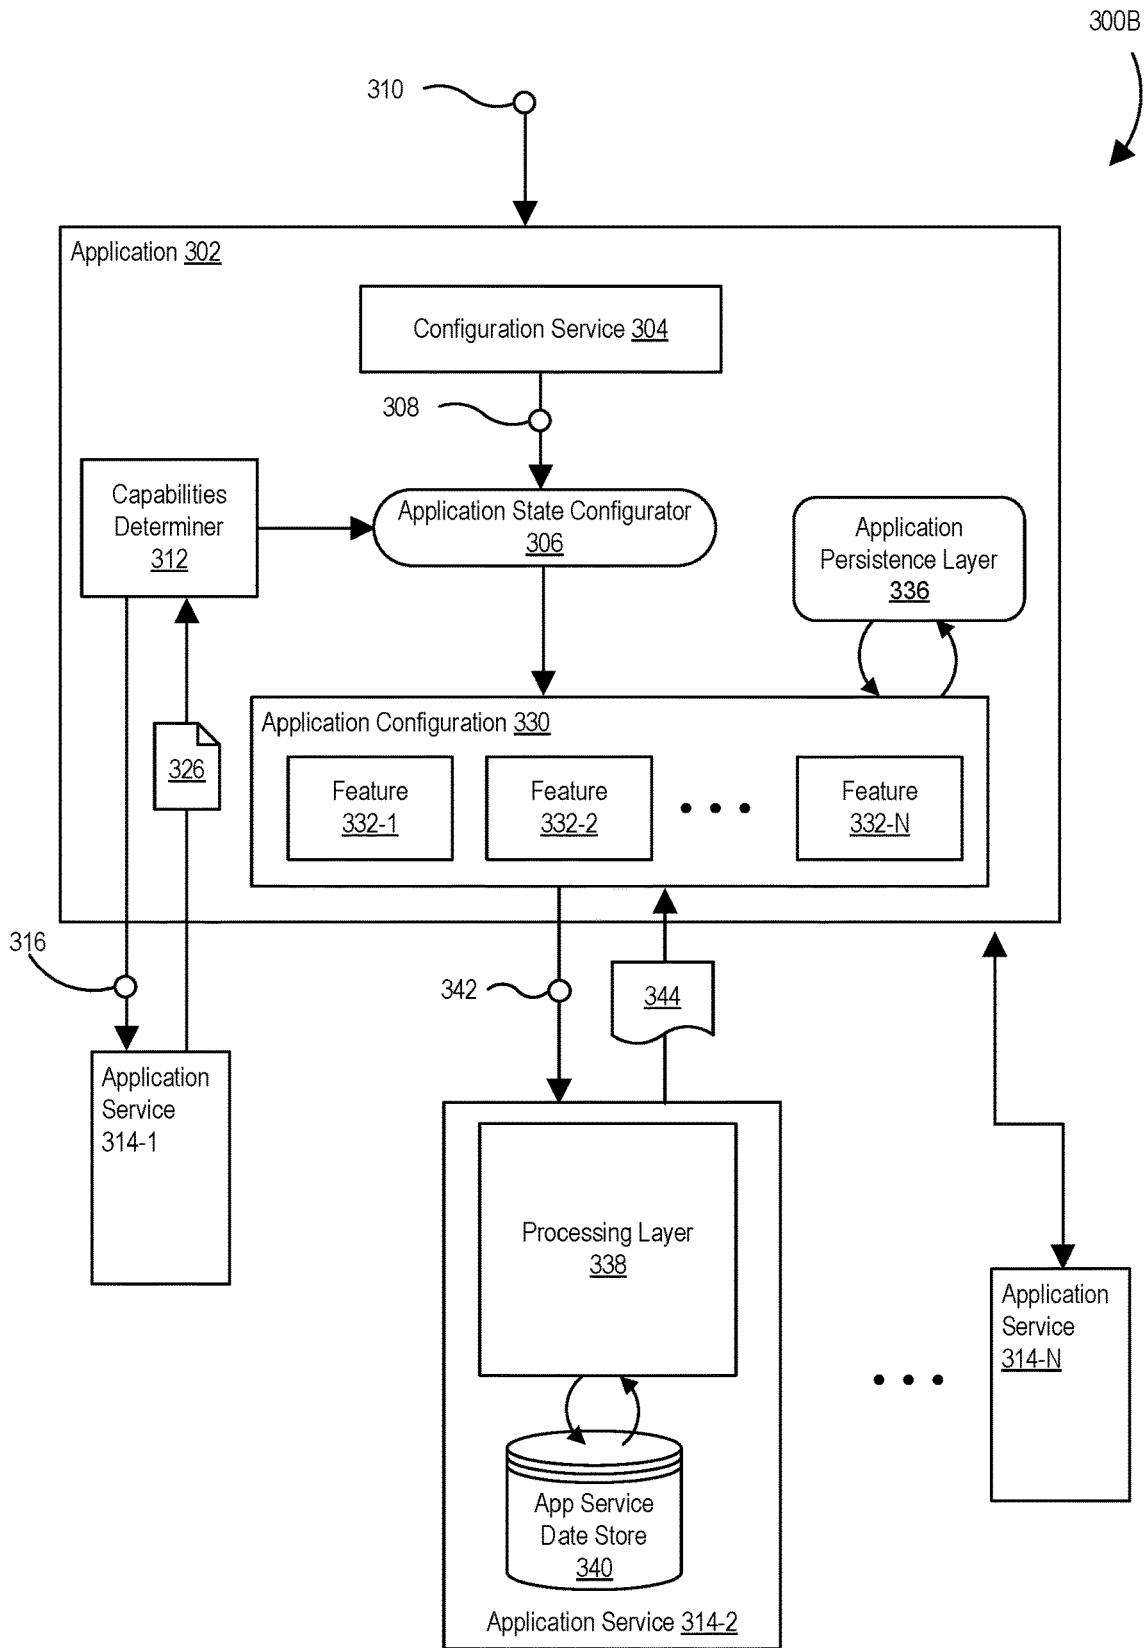 300B
310
Application 302
Configuration Service 304
308
Capabilities
Determiner
312
Application State Configurator
306
Application
Persistence Layer
336
Application Configuration 330
326
Feature
332-1
Feature
332-2
Feature
332-N
316
342
344
Application
Service
314-1
Processing Layer
338
Application
Service
314-N
App Service
Date Store
340
Application Service 314-2